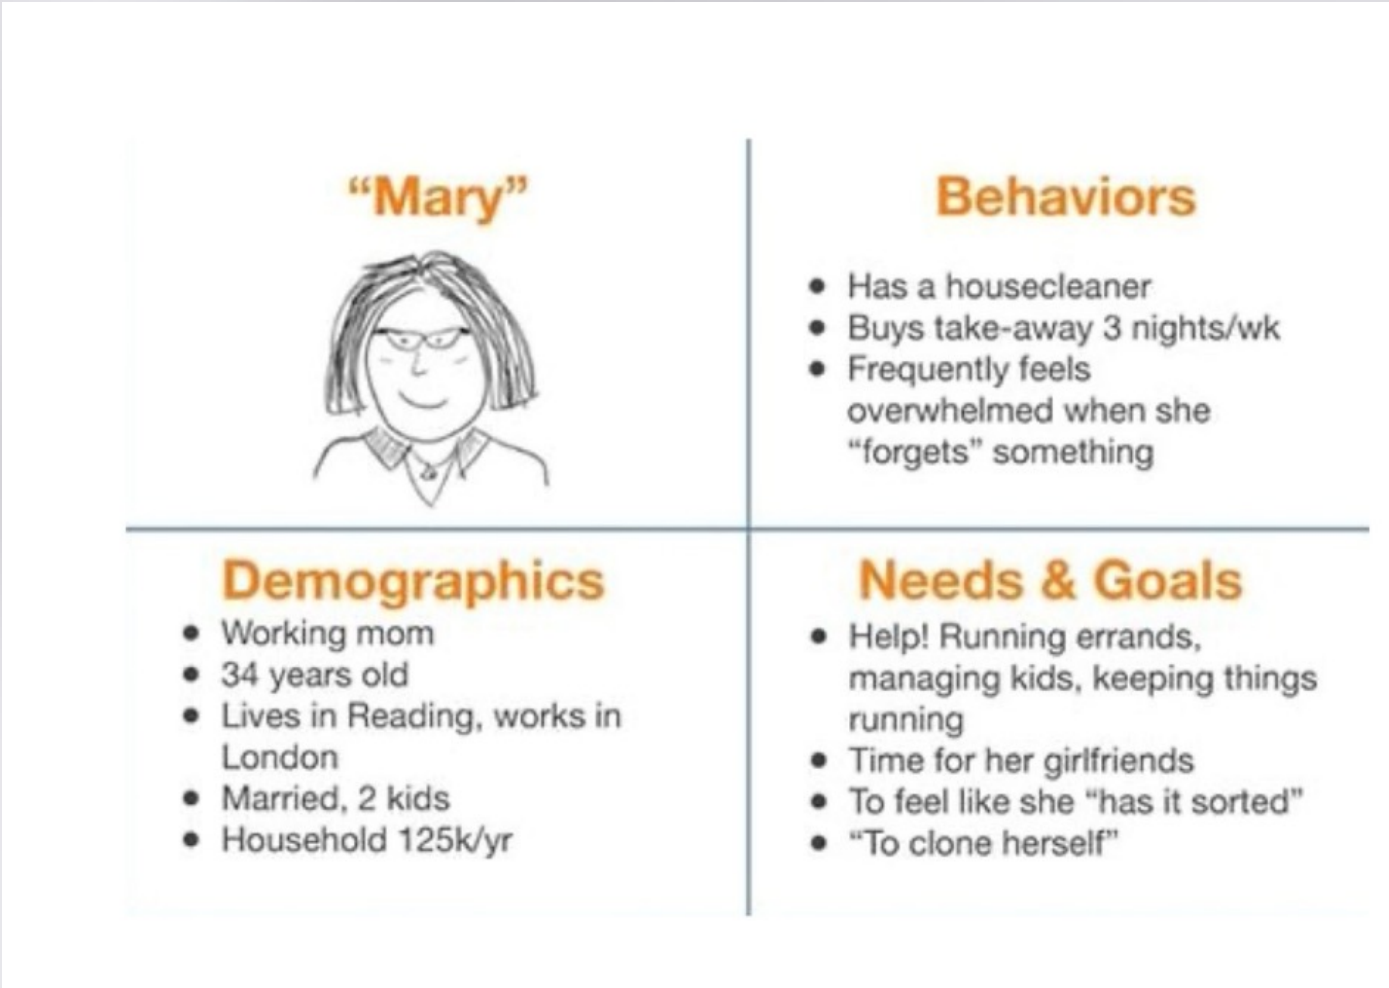 “Mary”
Behaviors
● Has a housecleaner
● Buys take-away 3 nights/wk
● Frequently feels
overwhelmed when she
“forgets” something
Demographics
● Working mom
● 34 years old
● Lives in Reading, works in
London
● Married, 2 kids
● Household 125k/yr
Needs & Goals
● Help! Running errands,
managing kids, keeping things
running
● Time for her girlfriends
● To feel like she “has it sorted”
● “To clone herself”